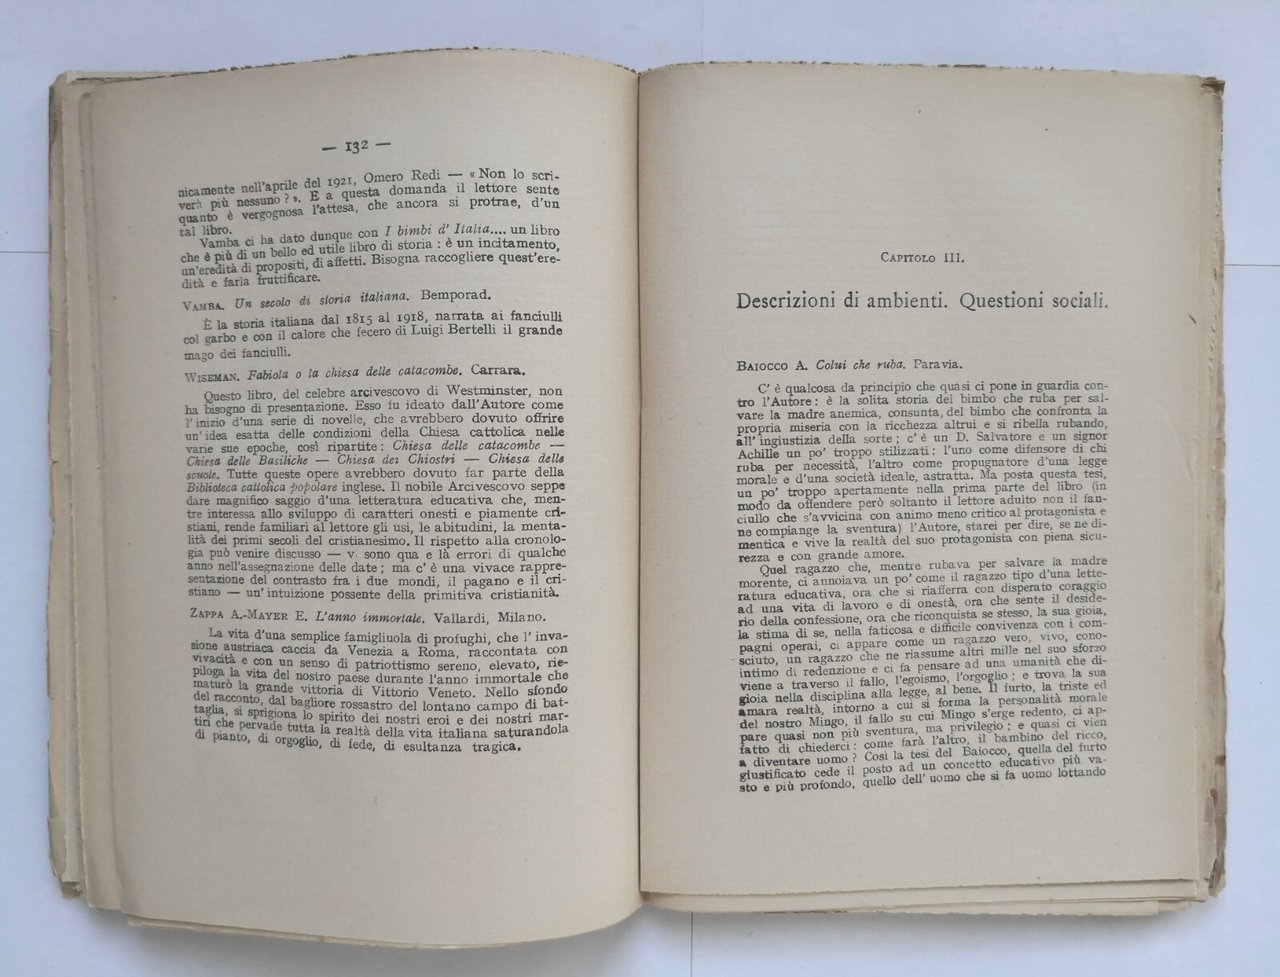 — 132 —
nicamente nell'aprile del 1921, Omero Redi — « Non lo scri-
verà più nessuno ? ». E a questa domanda il lettore sente
quanto è vergognosa l'attesa, che ancora si protrae, d'un
tal libro.
Vamba ci ha dato dunque con I bimbi d' Italia.... un libro
che è più di un bello ed utile libro di storia : è un incitamento,
un'eredità di propositi, di affetti. Bisogna raccogliere quest'ere-
dità e farla fruttificare.
VAMBA. Un secolo di storia italiana. Bemporad.
È la storia italiana dal 1815 al 1918, narrata ai fanciulli
col garbo e con il calore che fecero di Luigi Bertelli il grande
mago dei fanciulli.
WISEMAN. Fabiola o la chiesa delle catacombe. Carrara.
Questo libro, del celebre arcivescovo di Westminster, non
ha bisogno di presentazione. Esso fu ideato dall'Autore come
l'inizio d'una serie di novelle, che avrebbero dovuto offrire
un'idea esatta delle condizioni della Chiesa cattolica nelle
varie sue epoche, così ripartite : Chiesa delle catacombe —
Chiesa delle Basiliche — Chiesa dei Chiostri — Chiesa delle
scuole. Tutte queste opere avrebbero dovuto far parte della
Biblioteca cattolica popolare inglese. Il nobile Arcivescovo seppe
dare magnifico saggio d'una letteratura educativa che, men-
tre interessa allo sviluppo di caratteri onesti e piamente cri-
stiani, rende familiari al lettore gli usi, le abitudini, la menta-
lità dei primi secoli del cristianesimo. Il rispetto alla cronolo-
gia può venire discusso — vi sono qua e là errori di qualche
anno nell'assegnazione delle date ; ma c'è una vivace rappre-
sentazione del contrasto fra i due mondi, il pagano e il cri-
stiano — un' intuizione possente della primitiva cristianità.
ZAPPA A.-MAYER E. L'anno immortale. Vallardi, Milano.
La vita d'una semplice famigliuola di profughi, che l' inva-
sione austriaca caccia da Venezia a Roma, raccontata con
vivacità e con un senso di patriottismo sereno, elevato, rie-
piloga la vita del nostro paese durante l'anno immortale che
maturò la grande vittoria di Vittorio Veneto. Nello sfondo
del racconto, dal bagliore rossastro del lontano campo di bat-
taglia, si sprigiona lo spirito dei nostri eroi e dei nostri mar-
tiri che pervade tutta la realtà della vita italiana saturandola
di pianto, di orgoglio, di fede, di esultanza tragica.
CAPITOLO III.
Descrizioni di ambienti. Questioni sociali.
BAIOCCO A. Colui che ruba. Paravia.
C' è qualcosa da principio che quasi ci pone in guardia con-
tro l'Autore : è la solita storia del bimbo che ruba per sal-
vare la madre anemica, consunta, del bimbo che confronta la
propria miseria con la ricchezza altrui e si ribella rubando,
all' ingiustizia della sorte ; c' è un D. Salvatore e un signor
Achille un po' troppo stilizzati : l'uno come difensore di chi
ruba per necessità, l'altro come propugnatore d'una legge
morale e d'una società ideale, astratta. Ma posta questa tesi,
un po' troppo apertamente nella prima parte del libro (in
modo da offendere però soltanto il lettore adulto non il fan-
ciullo che s'avvicina con animo meno critico al protagonista e
ne compiange la sventura) l'Autore, starei per dire, se ne di-
mentica e vive la realtà del suo protagonista con piena sicu-
rezza e con grande amore.
Quel ragazzo che, mentre rubava per salvare la madre
morente, ci annoiava un po' come il ragazzo tipo d'una lette-
ratura educativa, ora che si riafferra con disperato coraggio
ad una vita di lavoro e di onestà, ora che sente il deside-
rio della confessione, ora che riconquista se stesso, la sua gioia,
la stima di se, nella faticosa e difficile convivenza con i com-
pagni operai, ci appare come un ragazzo vero, vivo, cono-
sciuto, un ragazzo che ne riassume altri mille nel suo sforzo
intimo di redenzione e ci fa pensare ad una umanità che di-
viene a traverso il fallo, l'egoismo, l'orgoglio ; e trova la sua
gioia nella disciplina alla legge, al bene. Il furto, la triste ed
amara realtà, intorno a cui si forma la personalità morale
del nostro Mingo, il fallo su cui Mingo s'erge redento, ci ap-
pare quasi non più sventura, ma privilegio ; e quasi ci vien
fatto di chiederci : come farà l'altro, il bambino del ricco,
a diventare uomo ? Così la tesi del Baiocco, quella del furto
giustificato cede il posto ad un concetto educativo più va-
sto e più profondo, quello dell' uomo che si fa uomo lottando